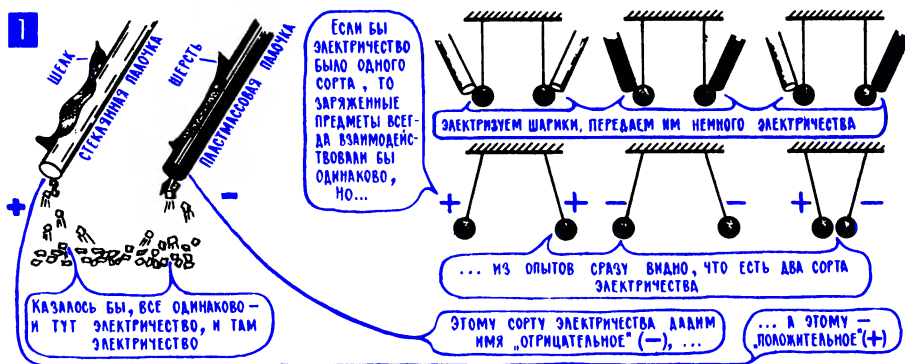 1
ШЕЛК
СТЕКЛЯННАЯ ПАЛОЧКА
ШЕРСТЬ
ПЛАСТМАССОВАЯ ПАЛОЧКА
+
−
КАЗАЛОСЬ БЫ, ВСЕ ОДИНАКОВО –
И ТУТ ЭЛЕКТРИЧЕСТВО, И ТАМ
ЭЛЕКТРИЧЕСТВО
ЕСЛИ БЫ
ЭЛЕКТРИЧЕСТВО
БЫЛО ОДНОГО
СОРТА, ТО
ЗАРЯЖЕННЫЕ
ПРЕДМЕТЫ ВСЕГ-
ДА ВЗАИМОДЕЙС-
ТВОВАЛИ БЫ
ОДИНАКОВО,
НО...
ЭЛЕКТРИЗУЕМ ШАРИКИ, ПЕРЕДАЕМ ИМ НЕМНОГО ЭЛЕКТРИЧЕСТВА
+ + − − + −
... ИЗ ОПЫТОВ СРАЗУ ВИДНО, ЧТО ЕСТЬ ДВА СОРТА
ЭЛЕКТРИЧЕСТВА
ЭТОМУ СОРТУ ЭЛЕКТРИЧЕСТВА ДАДИМ
ИМЯ „ОТРИЦАТЕЛЬНОЕ" (−), ...
... А ЭТОМУ —
„ПОЛОЖИТЕЛЬНОЕ" (+)